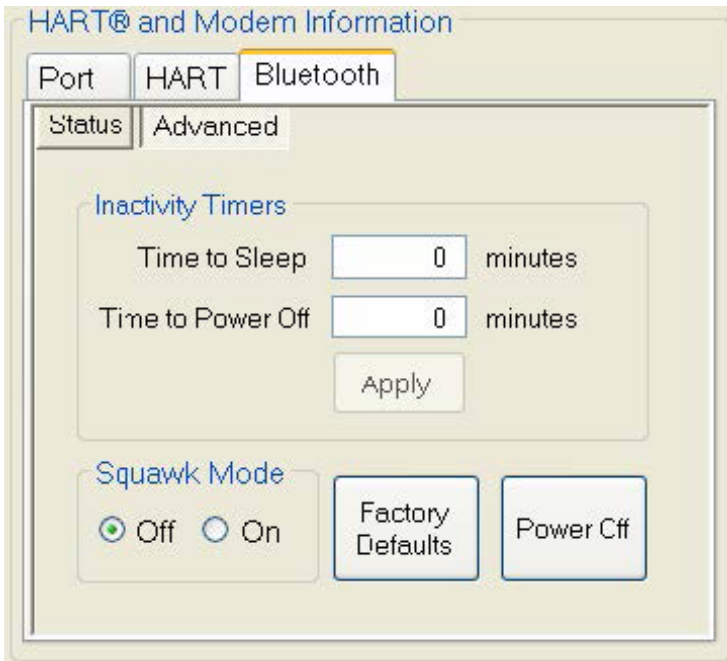 HART® and Modem Information
Port HART Bluetooth
Status Advanced
Inactivity Timers
Time to Sleep 0 minutes
Time to Power Off 0 minutes
Apply
Squawk Mode
Off On
Factory
Defaults
Power Off